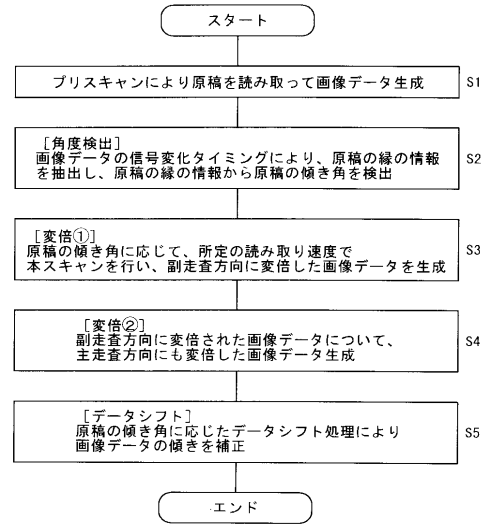 スタート
プリスキャンにより原稿を読み取って画像データ生成
S1
[角度検出]
画像データの信号変化タイミングにより、原稿の縁の情報
を抽出し、原稿の縁の情報から原稿の傾き角を検出
S2
[変倍①]
原稿の傾き角に応じて、所定の読み取り速度で
本スキャンを行い、副走査方向に変倍した画像データを生成
S3
[変倍②]
副走査方向に変倍された画像データについて、
主走査方向にも変倍した画像データ生成
S4
[データシフト]
原稿の傾き角に応じたデータシフト処理により
画像データの傾きを補正
S5
エンド